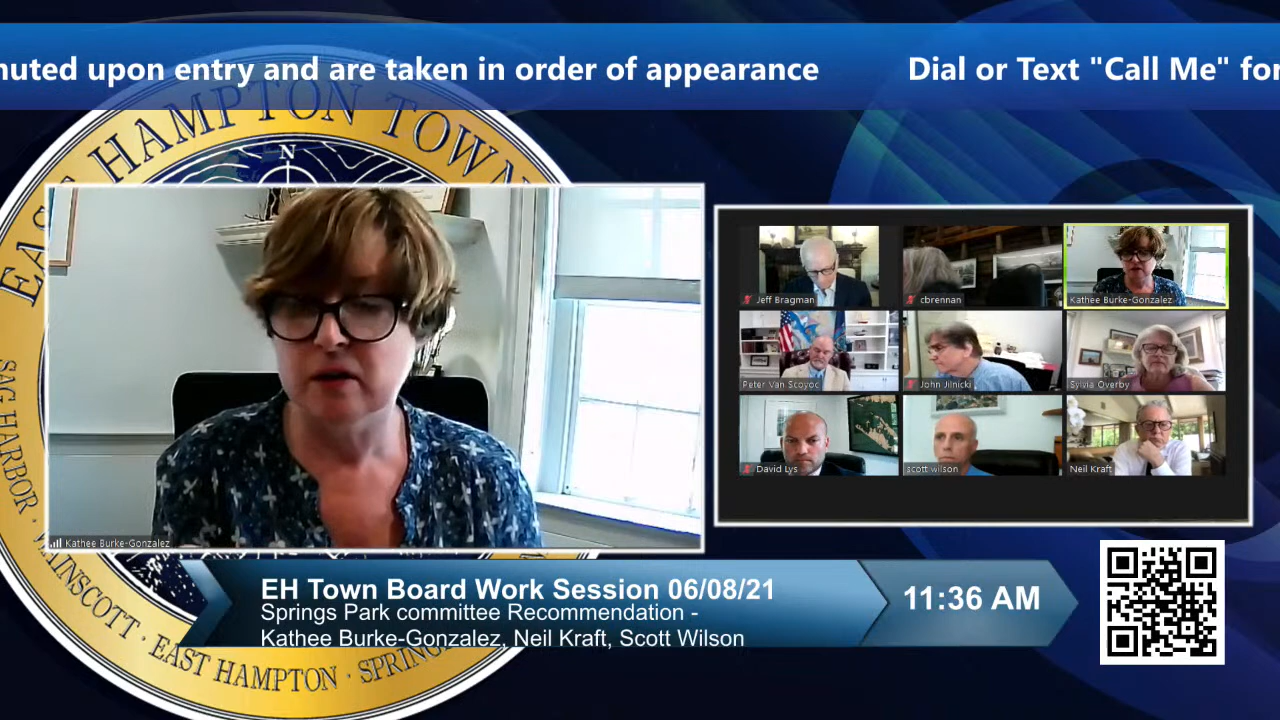 nuted upon entry and are taken in order of appearance Dial or Text "Call Me" for
EAST HAMPTON TOWN
N
Jeff Bragman
cbrennan
Kathee Burke-Gonzalez
Peter Van Scoyoc
John Jilnicki
Sylvia Overby
David Lys
scott wilson
Neil Kraft
Kathee Burke-Gonzalez
SAG HARBOR · WAINSCOTT · EAST HAMPTON · SPRINGS
EH Town Board Work Session 06/08/21
Springs Park committee Recommendation -
Kathee Burke-Gonzalez, Neil Kraft, Scott Wilson
11:36 AM